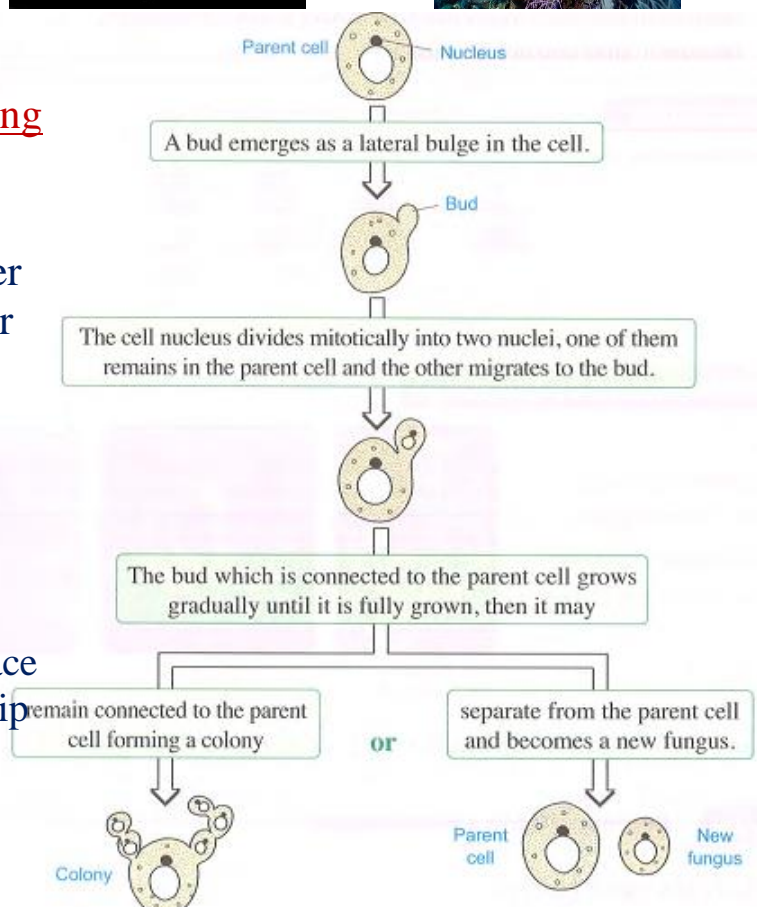 Parent cell
Nucleus
ing
A bud emerges as a lateral bulge in the cell.
Bud
er
r
The cell nucleus divides mitotically into two nuclei, one of them
remains in the parent cell and the other migrates to the bud.
The bud which is connected to the parent cell grows
gradually until it is fully grown, then it may
ace
ip
remain connected to the parent
cell forming a colony
or
separate from the parent cell
and becomes a new fungus.
Colony
Parent
cell
New
fungus